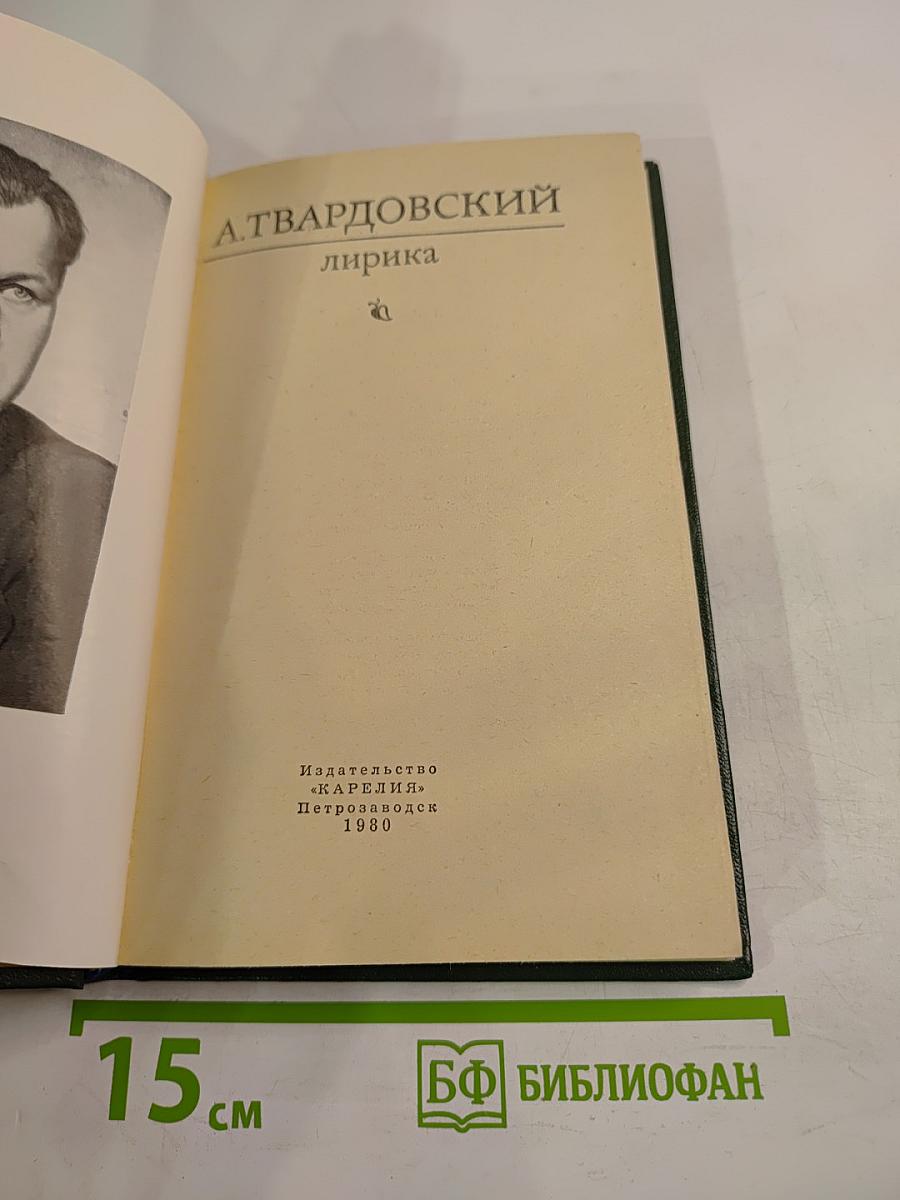 А.ТВАРДОВСКИЙ
лирика
Издательство
«КАРЕЛИЯ»
Петрозаводск
1980
15 см
БФ БИБЛИОФАН